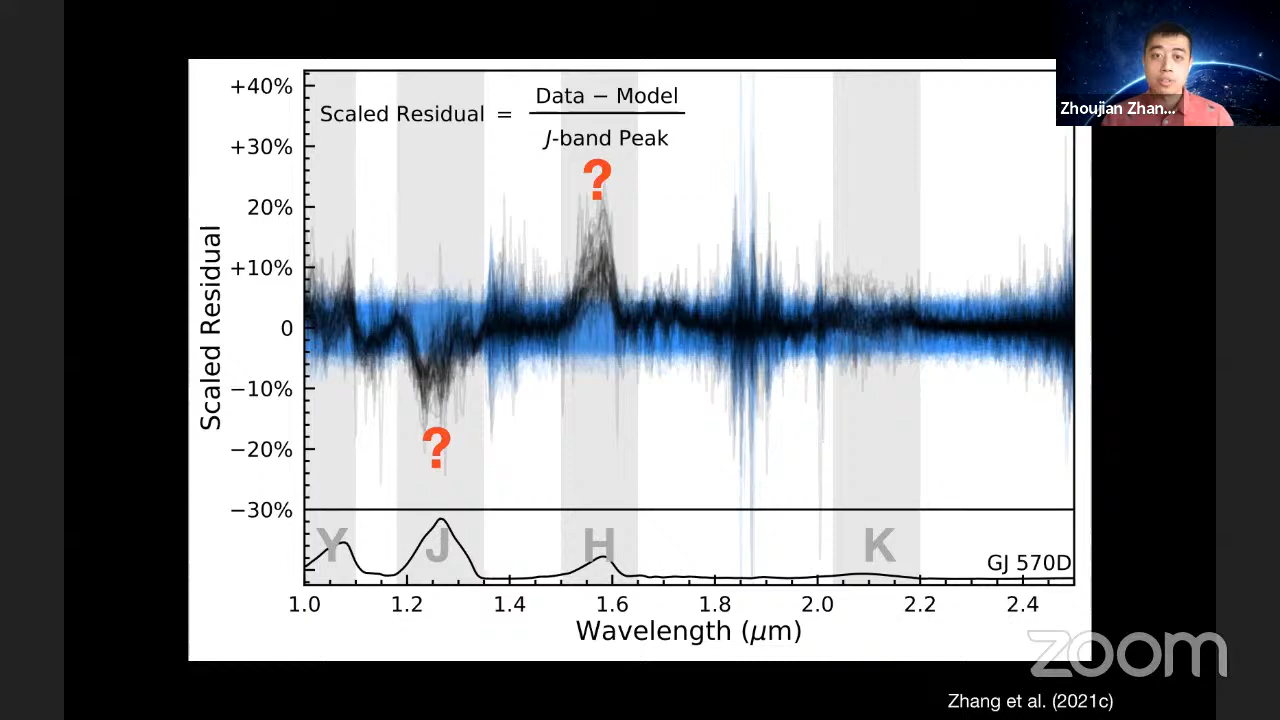 Zhoujian Zhan...
Scaled Residual = Data − Model
J-band Peak
?
?
+40%
+30%
20%
+10%
0
−10%
−20%
−30%
Scaled Residual
Y J H K
GJ 570D
1.0 1.2 1.4 1.6 1.8 2.0 2.2 2.4
Wavelength (μm)
zoom
Zhang et al. (2021c)